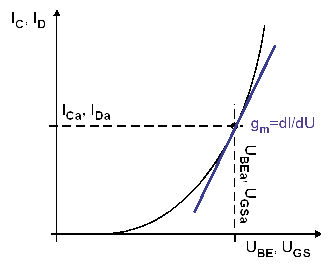 I_C, I_D
I_Ca, I_Da
g_m=dI/dU
U_BEa, U_GSa
U_BE, U_GS